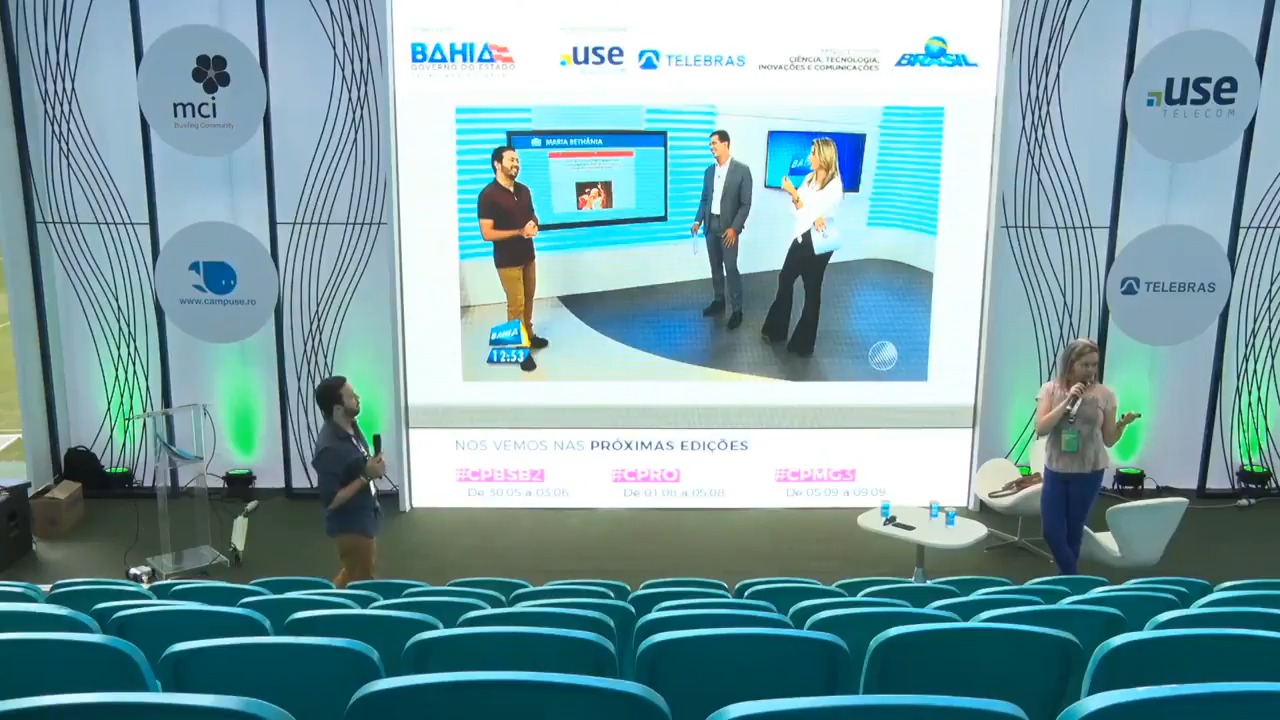 mci
Building Community
www.campuse.ro
BAHIA
GOVERNO DO ESTADO
use
TELEBRAS
CIÊNCIA, TECNOLOGIA,
INOVAÇÕES E COMUNICAÇÕES
BRASIL
MARIA BETHÂNIA
BAHIA
12:53
NOS VEMOS NAS PRÓXIMAS EDIÇÕES
#CPBSB2 #CPRO #CPMG3
De 30.05 a 03.06 De 01.08 a 05.08 De 05.09 a 09.09
use
TELECOM
TELEBRAS